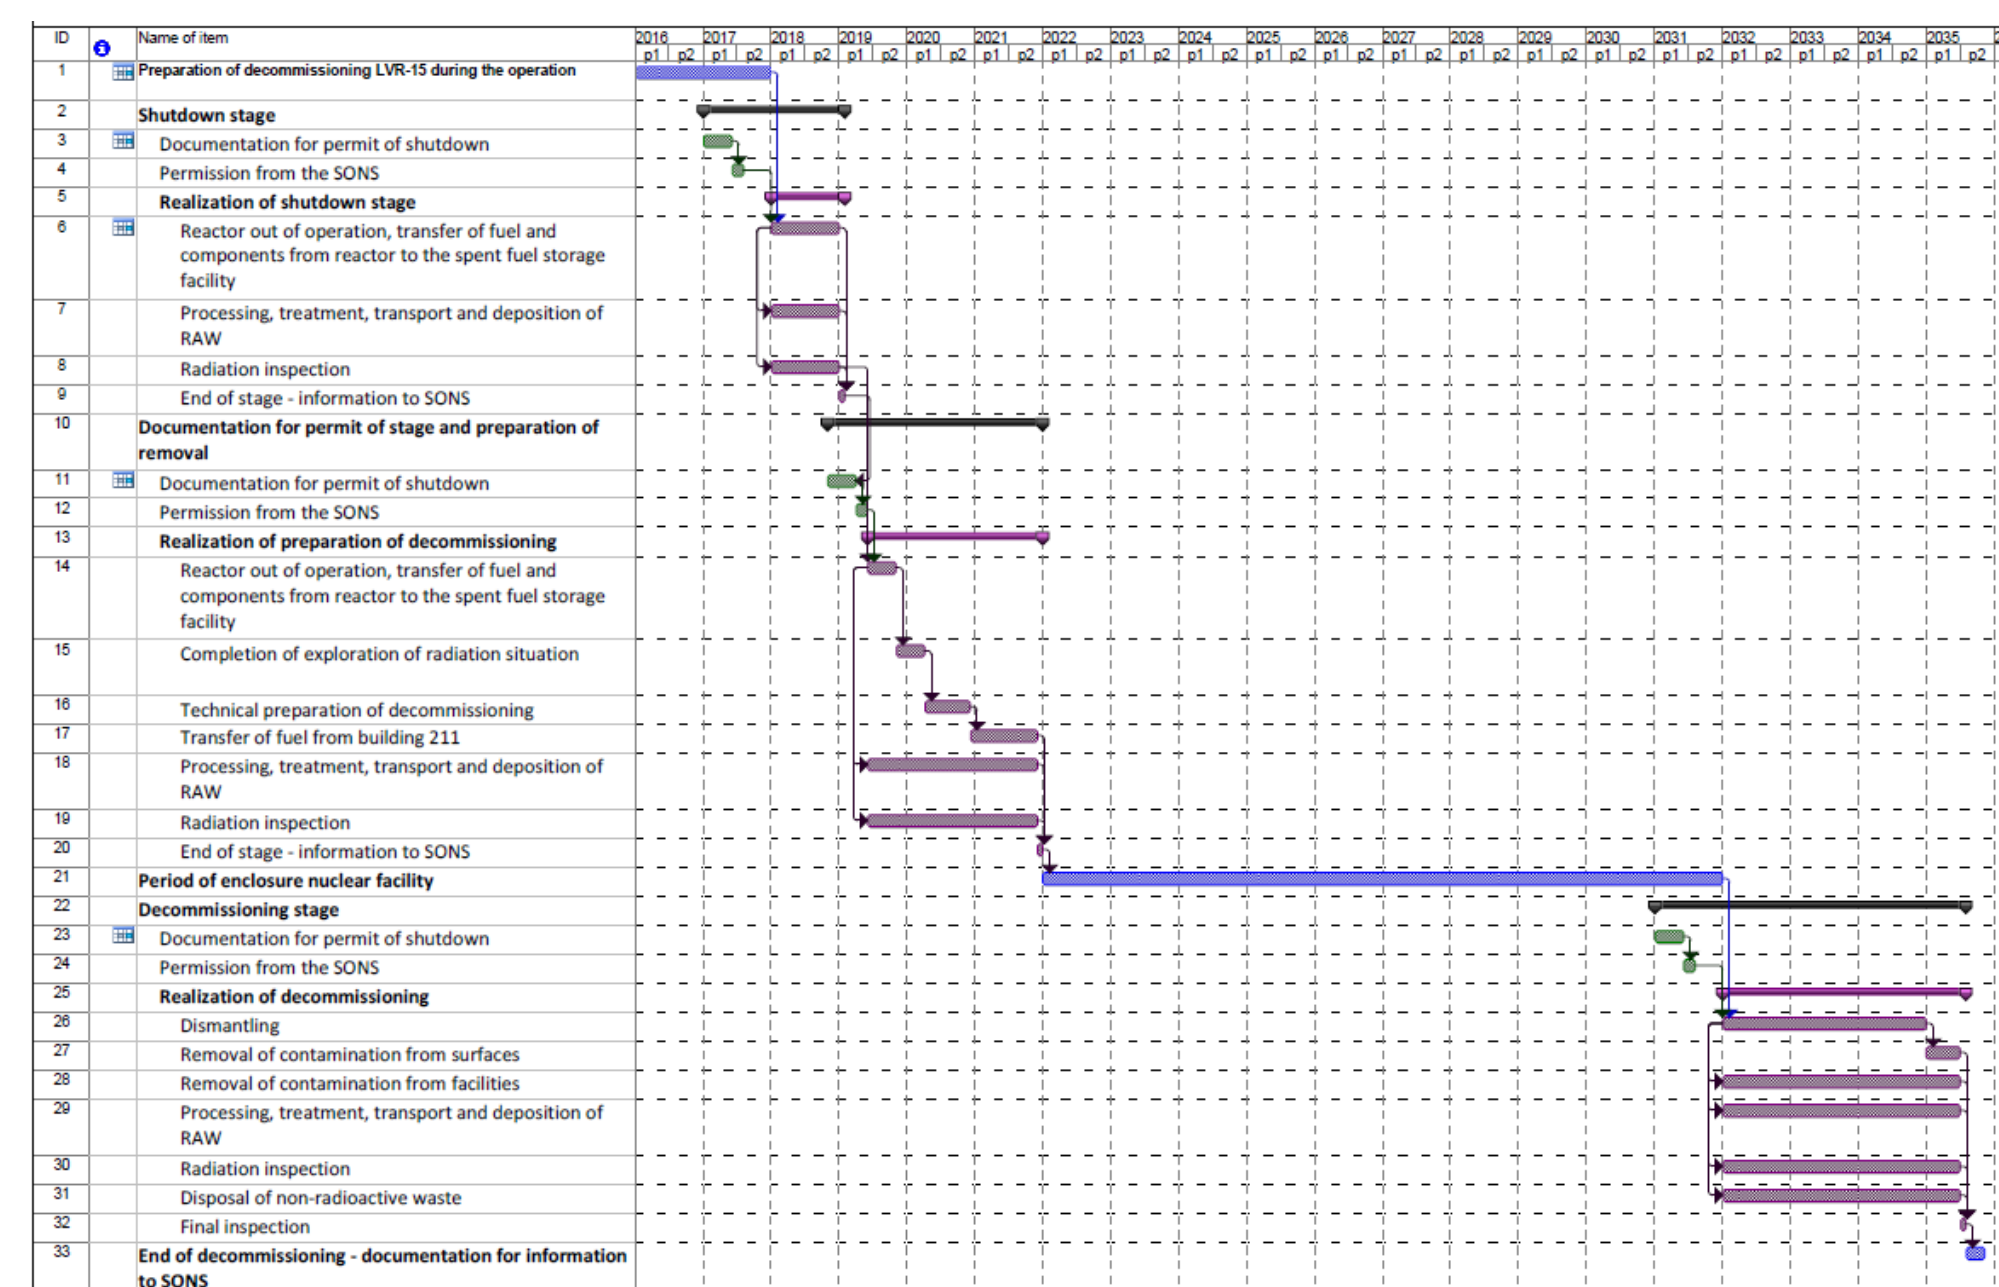 ID Name of item 2016 2017 2018 2019 2020 2021 2022 2023 2024 2025 2026 2027 2028 2029 2030 2031 2032 2033 2034 2035
p1 p2 p1 p2 p1 p2 p1 p2 p1 p2 p1 p2 p1 p2 p1 p2 p1 p2 p1 p2 p1 p2 p1 p2 p1 p2 p1 p2 p1 p2 p1 p2 p1 p2 p1 p2 p1 p2 p1 p2
1 Preparation of decommissioning LVR-15 during the operation
2 Shutdown stage
3 Documentation for permit of shutdown
4 Permission from the SONS
5 Realization of shutdown stage
6 Reactor out of operation, transfer of fuel and
components from reactor to the spent fuel storage
facility
7 Processing, treatment, transport and deposition of
RAW
8 Radiation inspection
9 End of stage - information to SONS
10 Documentation for permit of stage and preparation of
removal
11 Documentation for permit of shutdown
12 Permission from the SONS
13 Realization of preparation of decommissioning
14 Reactor out of operation, transfer of fuel and
components from reactor to the spent fuel storage
facility
15 Completion of exploration of radiation situation
16 Technical preparation of decommissioning
17 Transfer of fuel from building 211
18 Processing, treatment, transport and deposition of
RAW
19 Radiation inspection
20 End of stage - information to SONS
21 Period of enclosure nuclear facility
22 Decommissioning stage
23 Documentation for permit of shutdown
24 Permission from the SONS
25 Realization of decommissioning
26 Dismantling
27 Removal of contamination from surfaces
28 Removal of contamination from facilities
29 Processing, treatment, transport and deposition of
RAW
30 Radiation inspection
31 Disposal of non-radioactive waste
32 Final inspection
33 End of decommissioning - documentation for information
to SONS